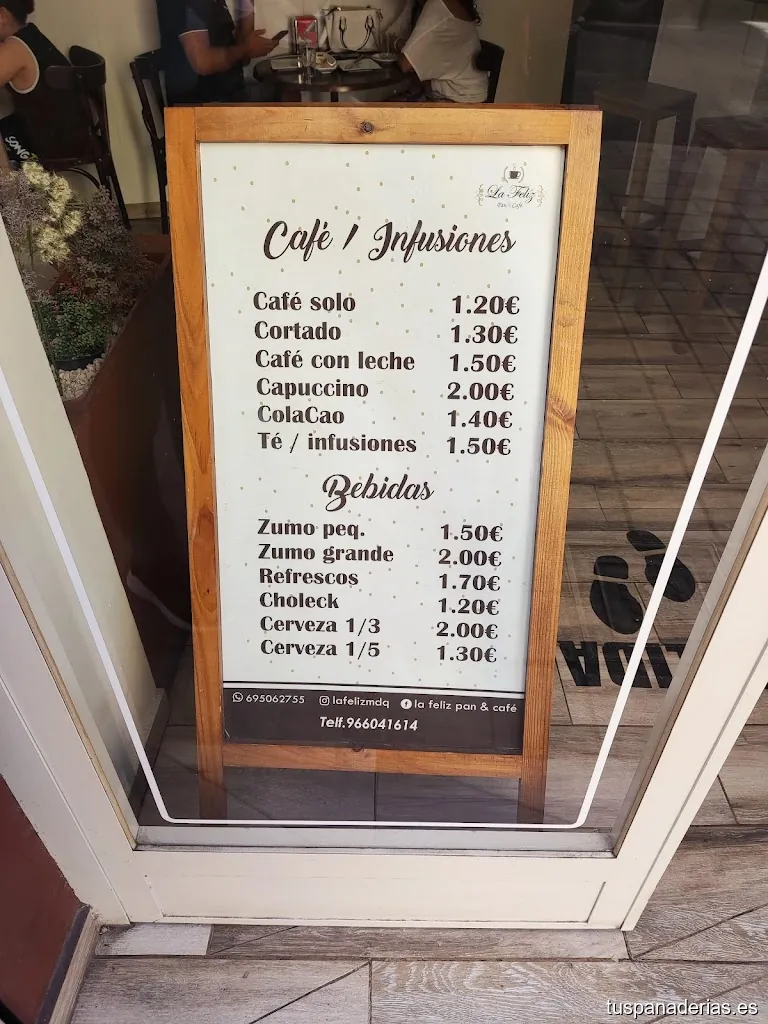 La Feliz
Pan & Café
Café / Infusiones
Café solo 1.20€
Cortado 1.30€
Café con leche 1.50€
Capuccino 2.00€
ColaCao 1.40€
Té / infusiones 1.50€
Bebidas
Zumo peq. 1.50€
Zumo grande 2.00€
Refrescos 1.70€
Choleck 1.20€
Cerveza 1/3 2.00€
Cerveza 1/5 1.30€
695062755 lafelizmdq la feliz pan & café
Telf.966041614
tuspanaderias.es